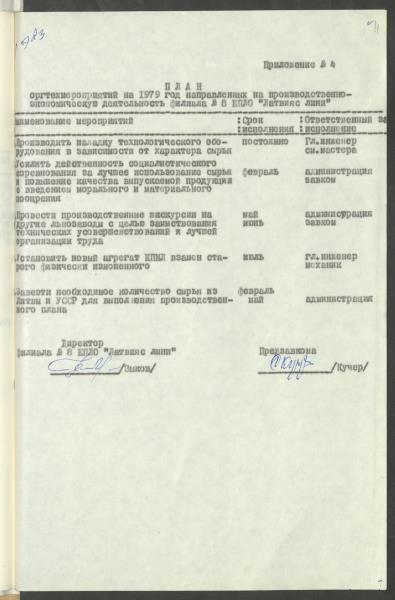 Приложение № 4
П Л А Н
оргтехмероприятий на 1979 год направленных на производственно-
экономическую деятельность филиала № 8 КПЛО "Латвияс лини"
наименование мероприятий :Срок :Ответственный за
:исполнения :исполнение
Производить наладку технологического обо- постоянно Гл.инженер
рудования в зависимости от характера сырья см.мастера
Усилить действенность социалистического
соревнования за лучшее использование сырья февраль администрация
и повышение качества выпускаемой продукции завком
с введением морального и материального
поощрения
Провести производственные экскурсии на май администрация
другие льнозаводы с целью заимствования июнь завком
технических усовершенствований и лучшей
организации труда
Установить новый агрегат КПМЛ взамен ста- гл.инженер
рого физически изношенного механик
Завезти необходимое количество сырья из февраль
Литвы и УССР для выполнения производствен- май администрация
ного плана
Директор
филиала № 8 КПЛО "Латвияс лини" Предзавкома
/Зыков/ /Кучер/